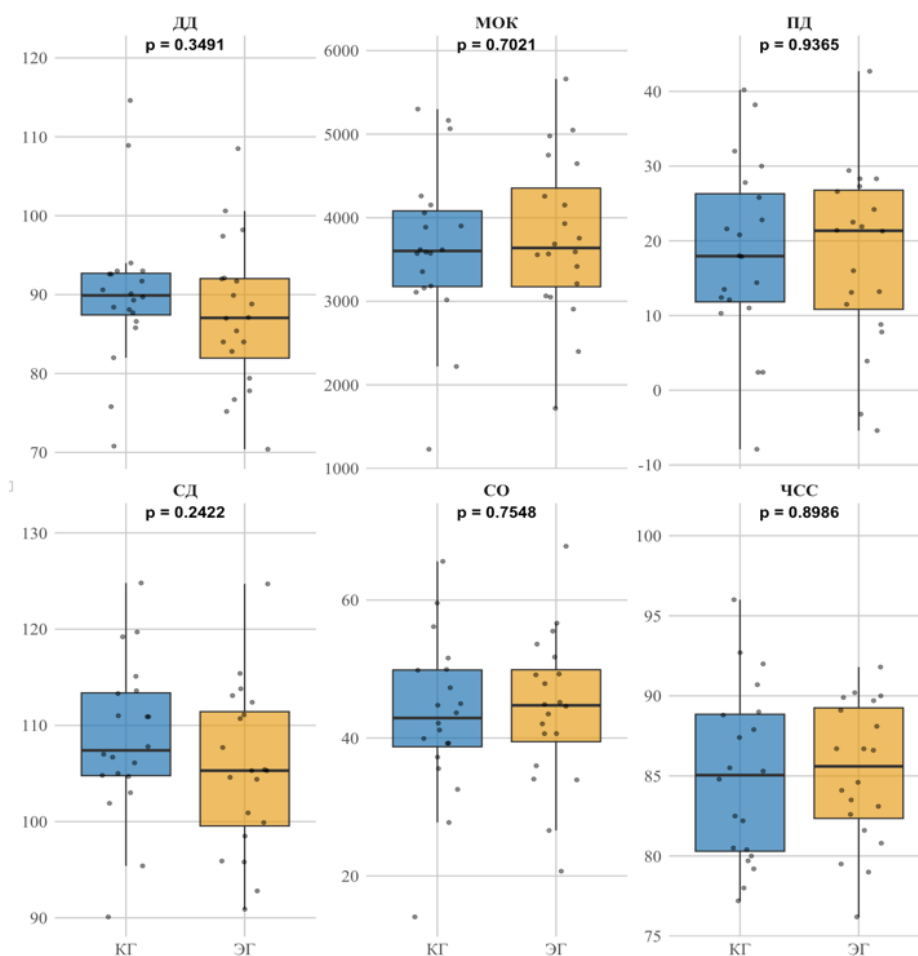 ДД
p = 0.3491
120
110
100
90
80
70
МОК
p = 0.7021
6000
5000
4000
3000
2000
1000
ПД
p = 0.9365
40
30
20
10
0
-10
СД
p = 0.2422
130
120
110
100
90
КГ
ЭГ
СО
p = 0.7548
60
40
20
КГ
ЭГ
ЧСС
p = 0.8986
100
95
90
85
80
75
КГ
ЭГ